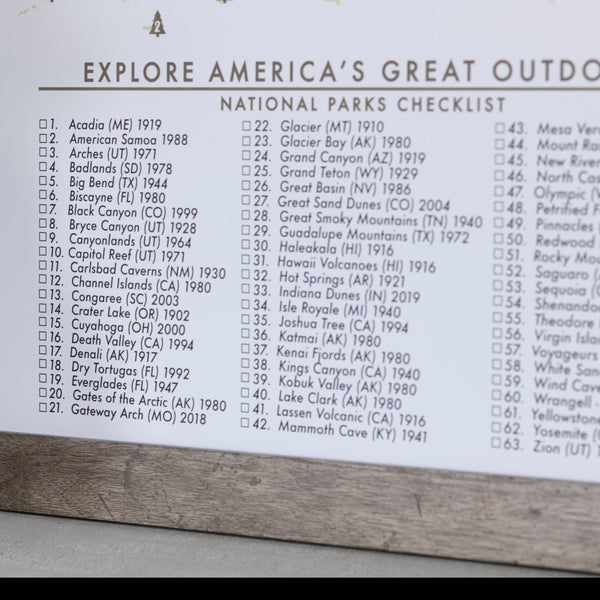 2
EXPLORE AMERICA'S GREAT OUTDO
NATIONAL PARKS CHECKLIST
1. Acadia (ME) 1919
2. American Samoa 1988
3. Arches (UT) 1971
4. Badlands (SD) 1978
5. Big Bend (TX) 1944
6. Biscayne (FL) 1980
7. Black Canyon (CO) 1999
8. Bryce Canyon (UT) 1928
9. Canyonlands (UT) 1964
10. Capitol Reef (UT) 1971
11. Carlsbad Caverns (NM) 1930
12. Channel Islands (CA) 1980
13. Congaree (SC) 2003
14. Crater Lake (OR) 1902
15. Cuyahoga (OH) 2000
16. Death Valley (CA) 1994
17. Denali (AK) 1917
18. Dry Tortugas (FL) 1992
19. Everglades (FL) 1947
20. Gates of the Arctic (AK) 1980
21. Gateway Arch (MO) 2018
22. Glacier (MT) 1910
23. Glacier Bay (AK) 1980
24. Grand Canyon (AZ) 1919
25. Grand Teton (WY) 1929
26. Great Basin (NV) 1986
27. Great Sand Dunes (CO) 2004
28. Great Smoky Mountains (TN) 1940
29. Guadalupe Mountains (TX) 1972
30. Haleakala (HI) 1916
31. Hawaii Volcanoes (HI) 1916
32. Hot Springs (AR) 1921
33. Indiana Dunes (IN) 2019
34. Isle Royale (MI) 1940
35. Joshua Tree (CA) 1994
36. Katmai (AK) 1980
37. Kenai Fjords (AK) 1980
38. Kings Canyon (CA) 1940
39. Kobuk Valley (AK) 1980
40. Lake Clark (AK) 1980
41. Lassen Volcanic (CA) 1916
42. Mammoth Cave (KY) 1941
43. Mesa Ver
44. Mount Ra
45. New River
46. North Cas
47. Olympic (W
48. Petrified F
49. Pinnacles
50. Redwood
51. Rocky Mou
52. Saguaro (
53. Sequoia (C
54. Shenando
55. Theodore
56. Virgin Islan
57. Voyageurs
58. White San
59. Wind Cave
60. Wrangell -
61. Yellowstone
62. Yosemite (
63. Zion (UT) 1